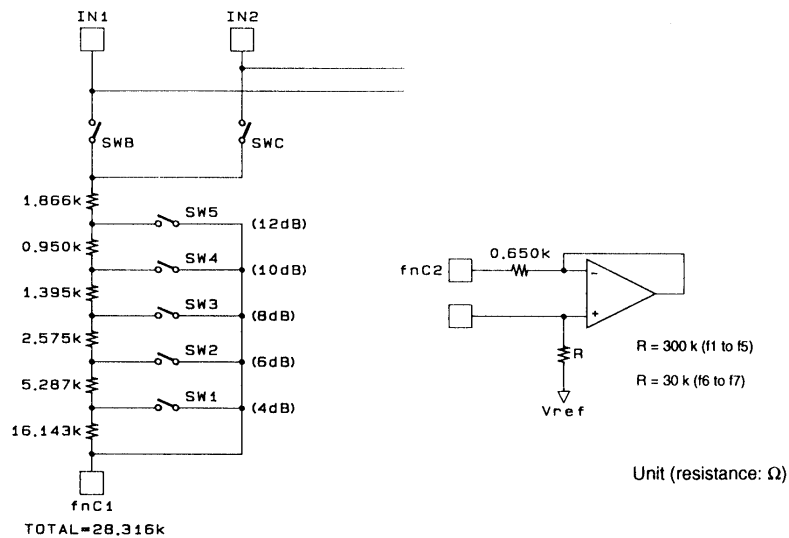 IN1 IN2
SWB SWC
1.866k
SW5 (12dB)
0.950k
SW4 (10dB)
1.395k
SW3 (8dB)
2.575k
SW2 (6dB)
5.287k
SW1 (4dB)
16.143k
fnC1
TOTAL=28.316k
0.650k
fnC2
−
+
R
Vref
R = 300 k (f1 to f5)
R = 30 k (f6 to f7)
Unit (resistance: Ω)